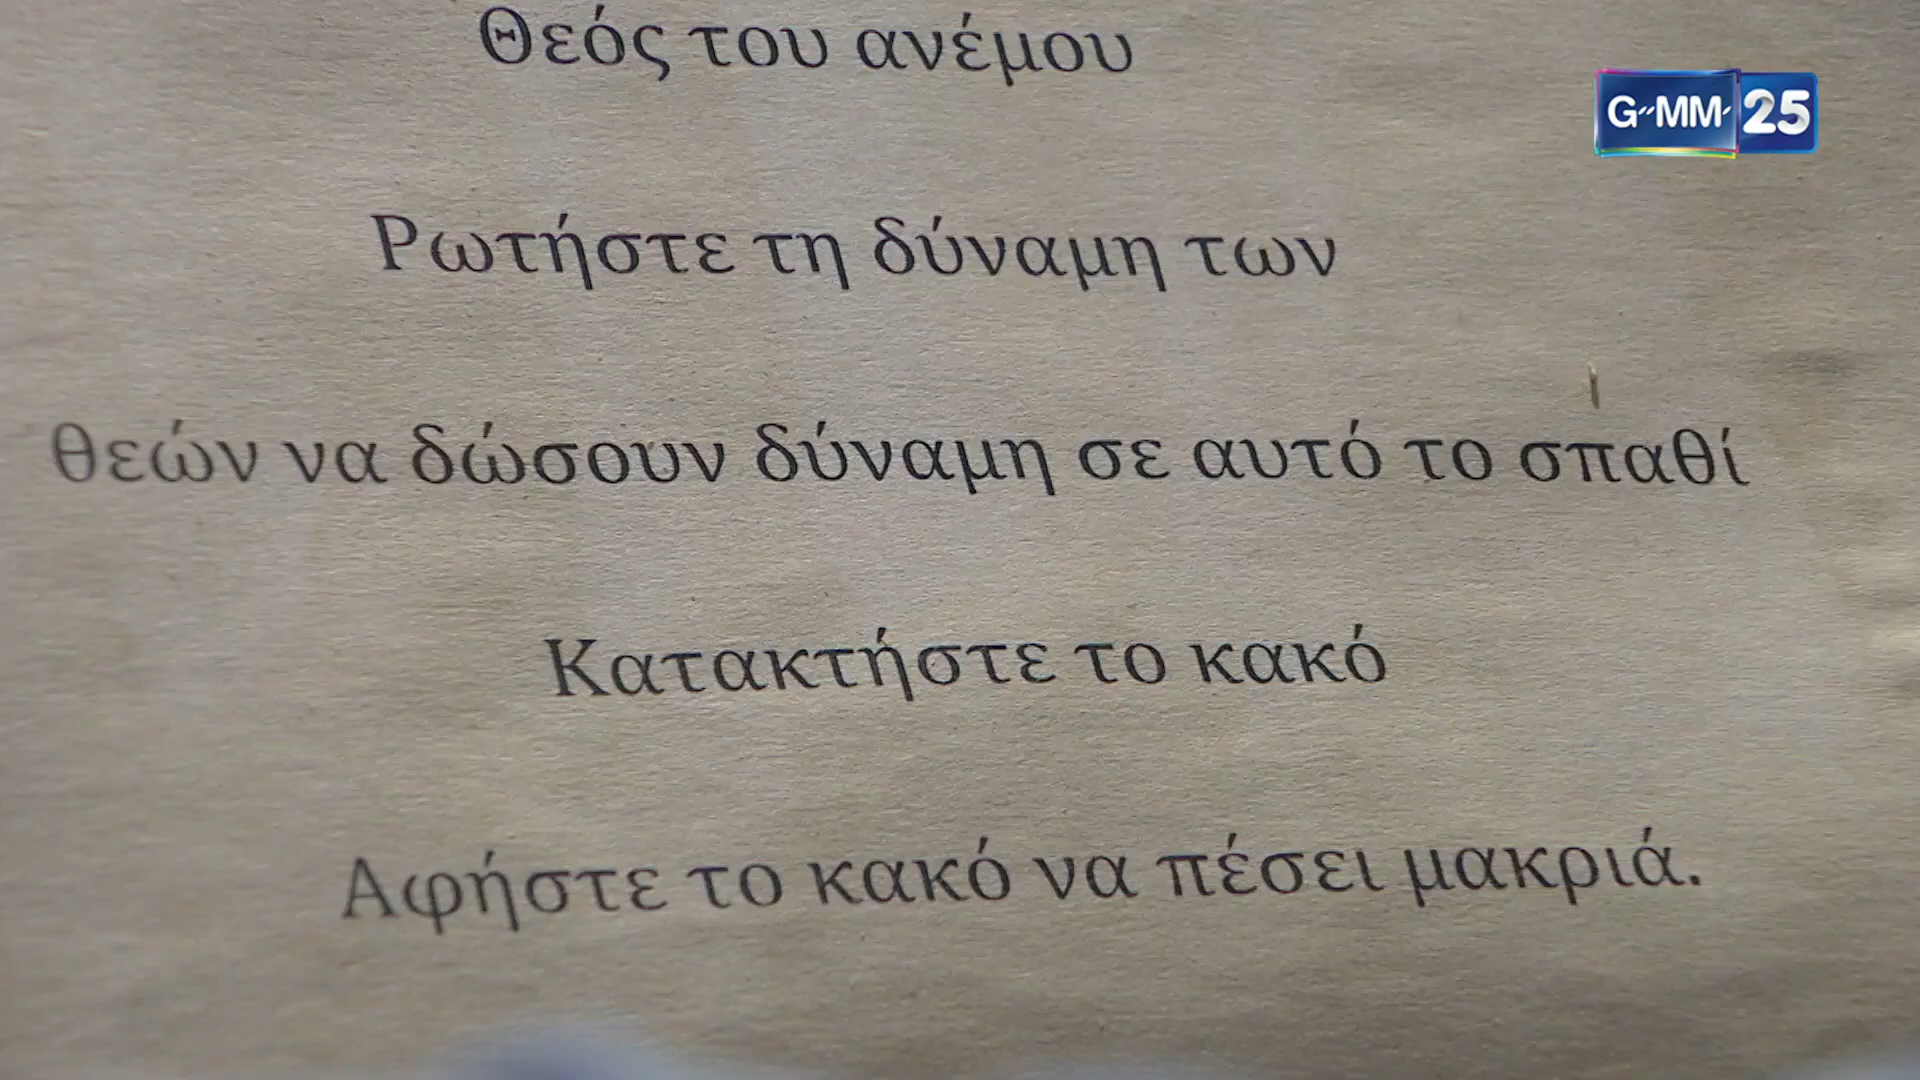 Θεός του ανέμου
GMM 25
Ρωτήστε τη δύναμη των
θεών να δώσουν δύναμη σε αυτό το σπαθί
Κατακτήστε το κακό
Αφήστε το κακό να πέσει μακριά.